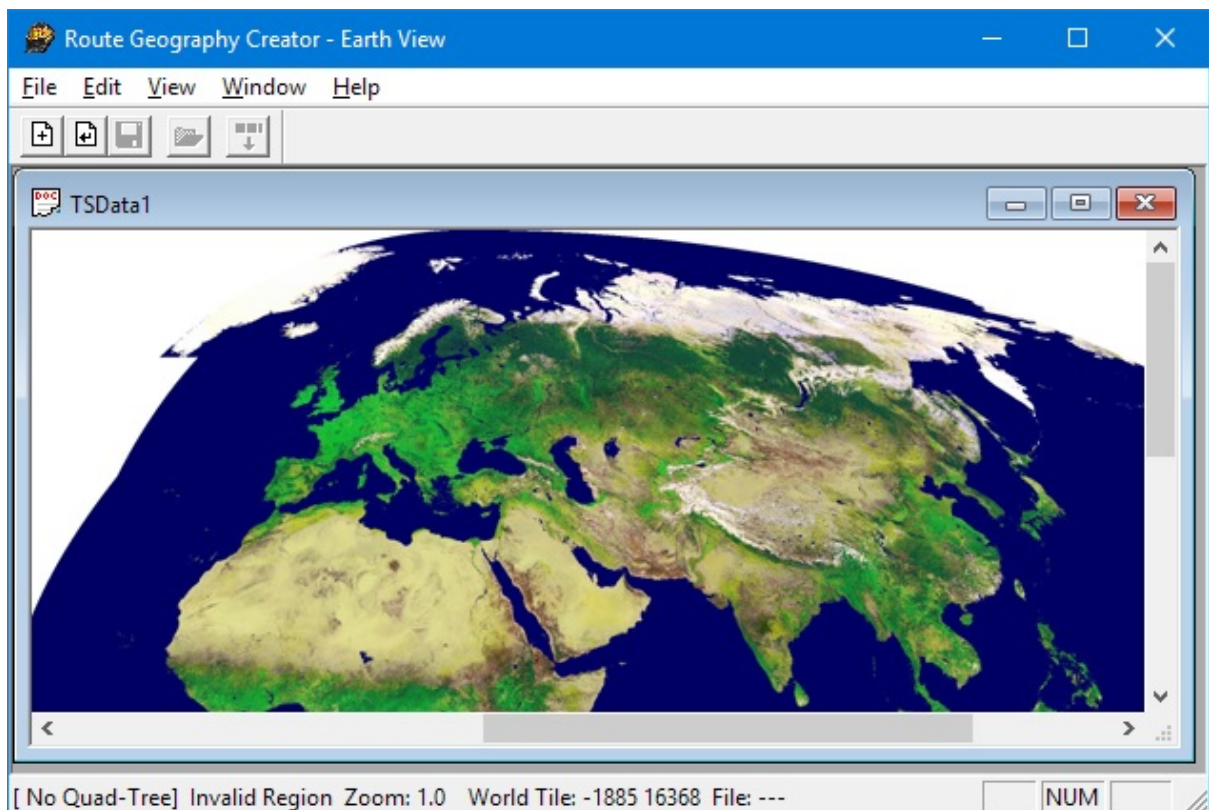 Route Geography Creator - Earth View
File Edit View Window Help
DOC TSData1
[ No Quad-Tree] Invalid Region Zoom: 1.0 World Tile: -1885 16368 File: --- NUM